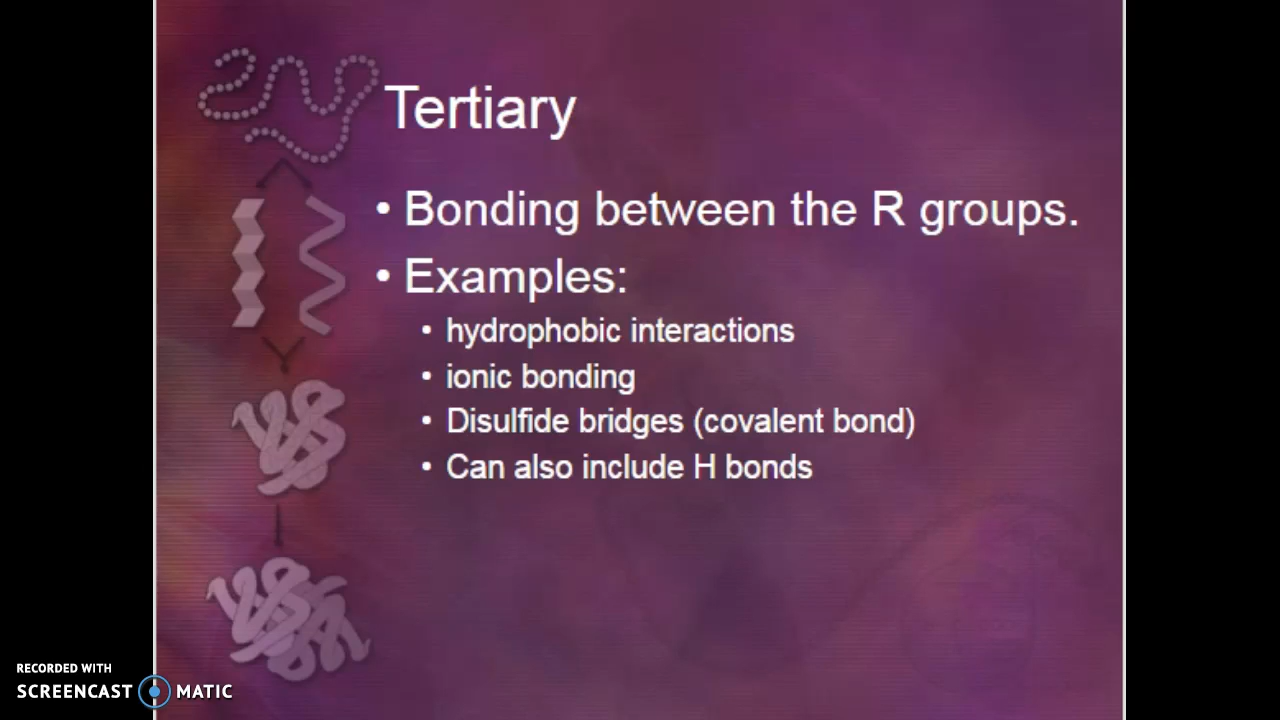 Tertiary
• Bonding between the R groups.
• Examples:
• hydrophobic interactions
• ionic bonding
• Disulfide bridges (covalent bond)
• Can also include H bonds
RECORDED WITH
SCREENCAST MATIC